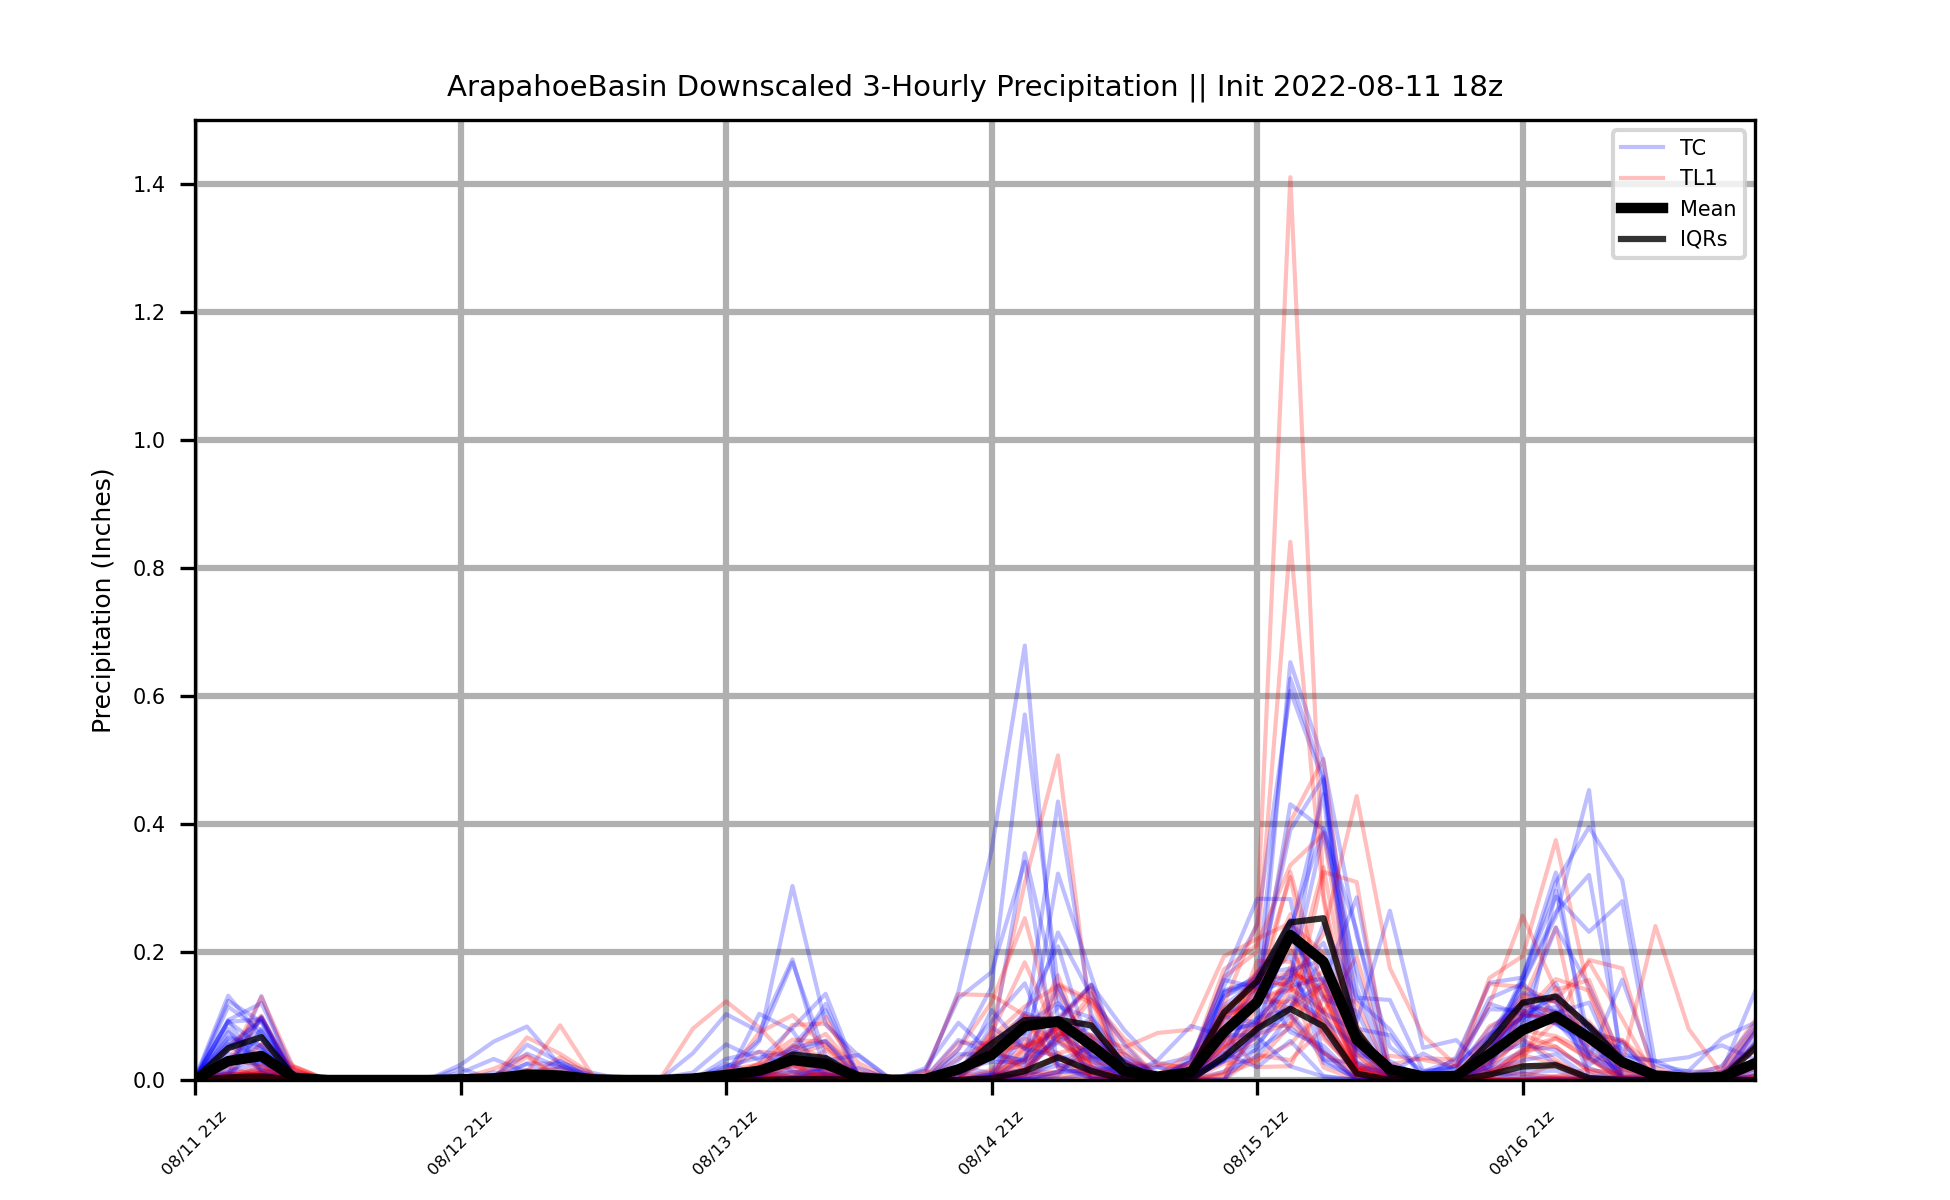 ArapahoeBasin Downscaled 3-Hourly Precipitation || Init 2022-08-11 18z
TC
TL1
Mean
IQRs
Precipitation (Inches)
1.4
1.2
1.0
0.8
0.6
0.4
0.2
0.0
08/11 21z
08/12 21z
08/13 21z
08/14 21z
08/15 21z
08/16 21z